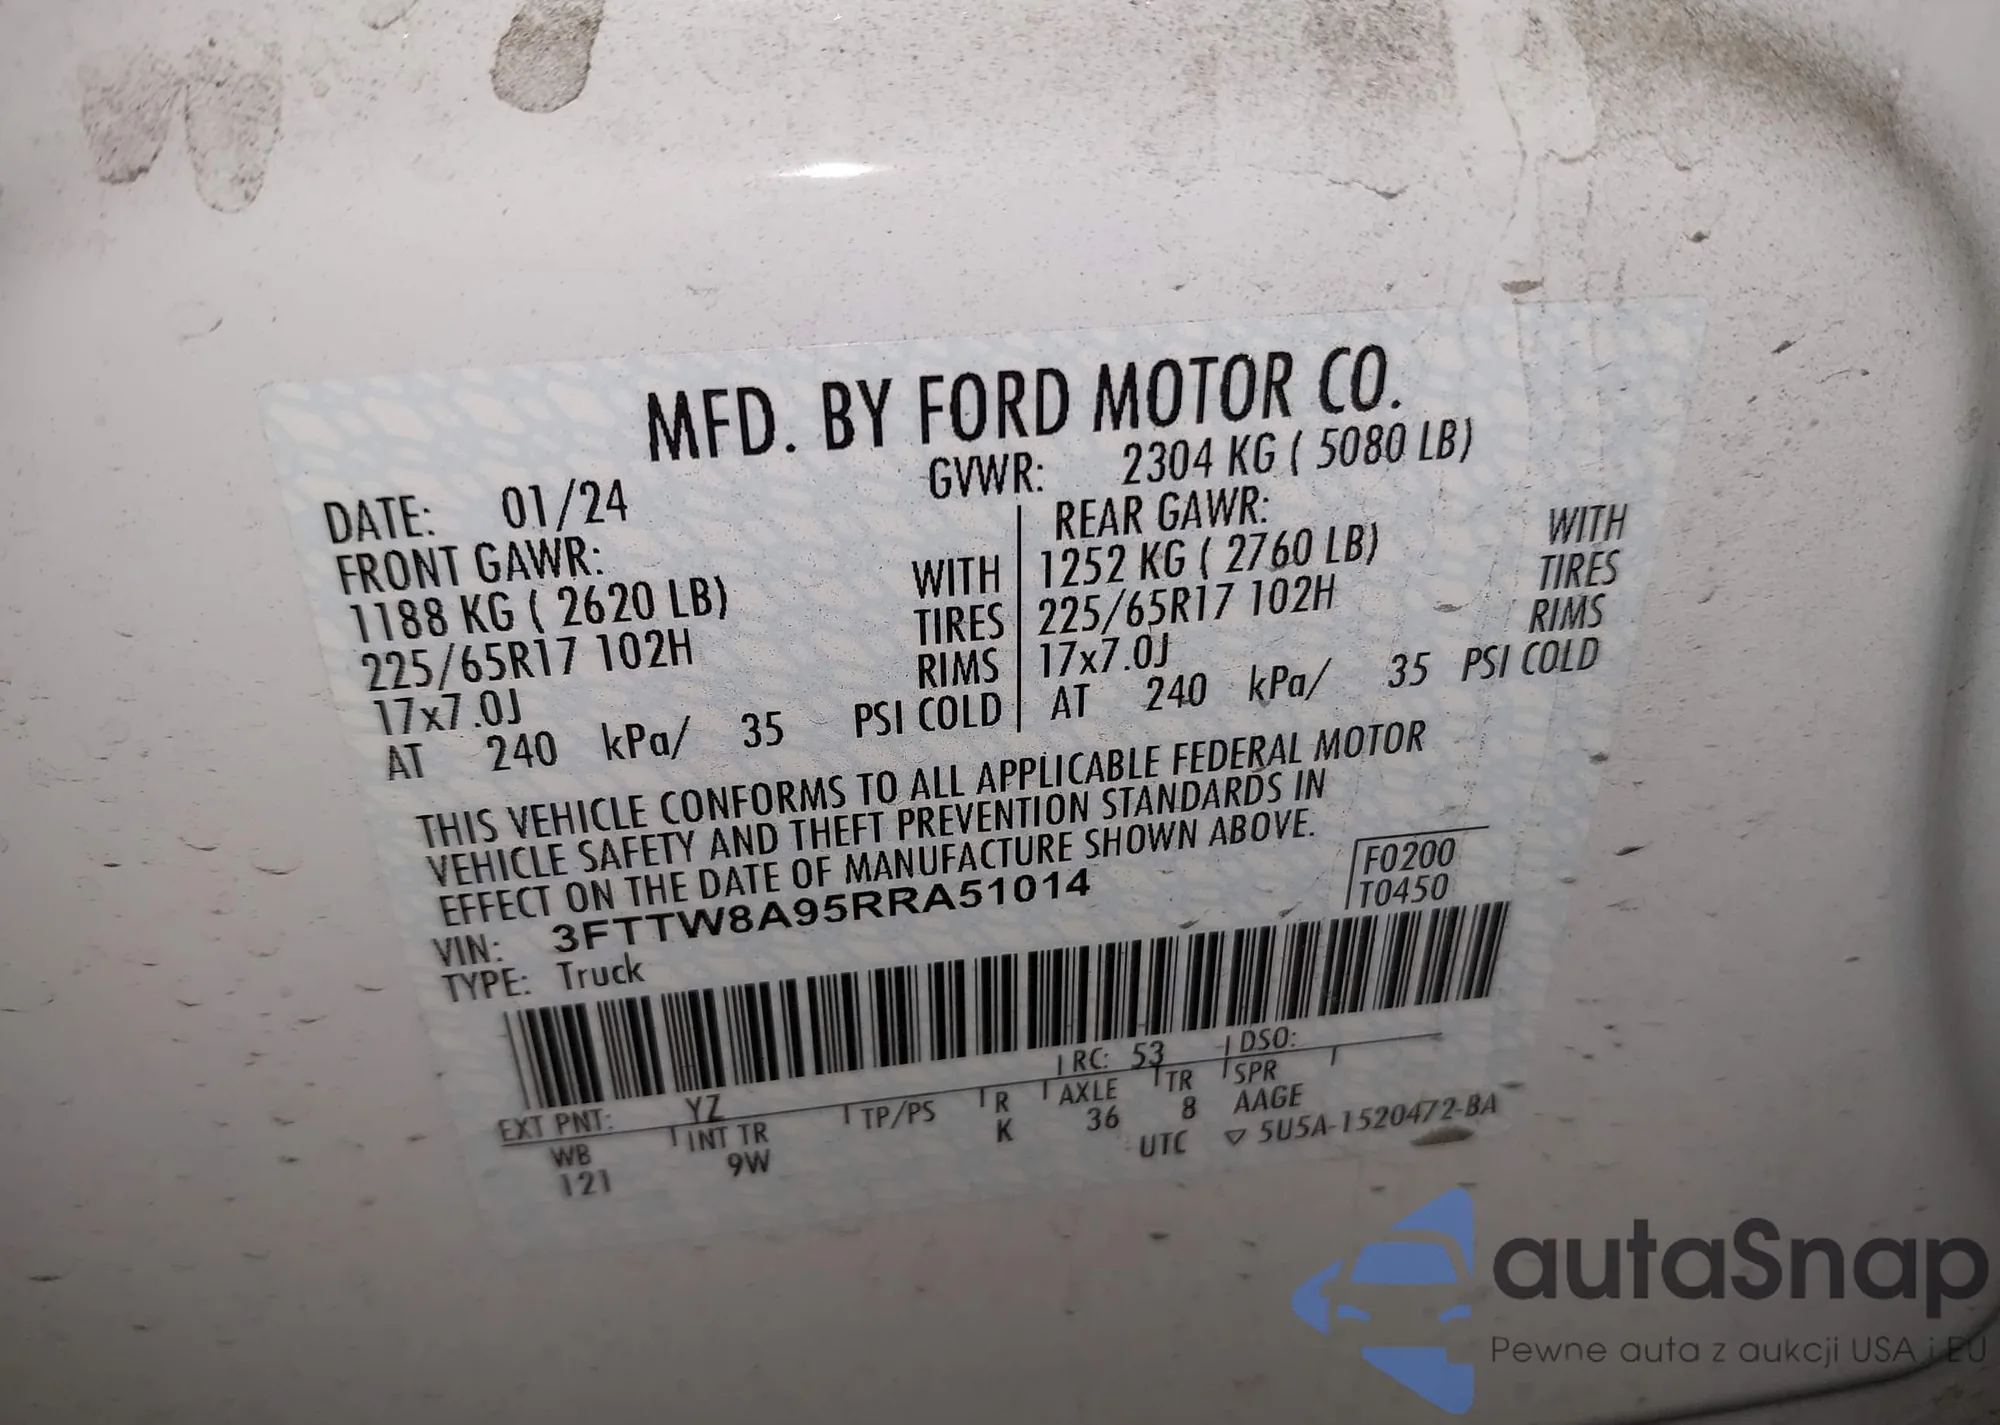 MFD. BY FORD MOTOR CO.
DATE: 01/24 GVWR: 2304 KG ( 5080 LB)
FRONT GAWR: REAR GAWR:
1188 KG ( 2620 LB) WITH 1252 KG ( 2760 LB) WITH
225/65R17 102H TIRES 225/65R17 102H TIRES
17x7.0J RIMS 17x7.0J RIMS
AT 240 kPa/ 35 PSI COLD AT 240 kPa/ 35 PSI COLD
THIS VEHICLE CONFORMS TO ALL APPLICABLE FEDERAL MOTOR
VEHICLE SAFETY AND THEFT PREVENTION STANDARDS IN
EFFECT ON THE DATE OF MANUFACTURE SHOWN ABOVE.
F0200
VIN: 3FTTW8A95RRA51014 T0450
TYPE: Truck
EXT PNT: YZ RC: 53 DSO:
WB INT TR TP/PS R AXLE TR SPR
121 9W K 36 8 AAGE
UTC ▽ 5U5A-1520472-BA
autaSnap
Pewne auta z aukcji USA i EU